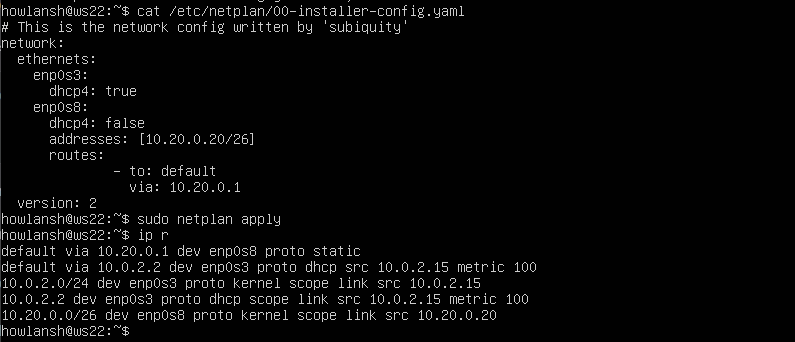 howlansh@ws22:~$ cat /etc/netplan/00-installer-config.yaml
# This is the network config written by 'subiquity'
network:
  ethernets:
    enp0s3:
      dhcp4: true
    enp0s8:
      dhcp4: false
      addresses: [10.20.0.20/26]
      routes:
              - to: default
                via: 10.20.0.1
  version: 2
howlansh@ws22:~$ sudo netplan apply
howlansh@ws22:~$ ip r
default via 10.20.0.1 dev enp0s8 proto static
default via 10.0.2.2 dev enp0s3 proto dhcp src 10.0.2.15 metric 100
10.0.2.0/24 dev enp0s3 proto kernel scope link src 10.0.2.15
10.0.2.2 dev enp0s3 proto dhcp scope link src 10.0.2.15 metric 100
10.20.0.0/26 dev enp0s8 proto kernel scope link src 10.20.0.20
howlansh@ws22:~$